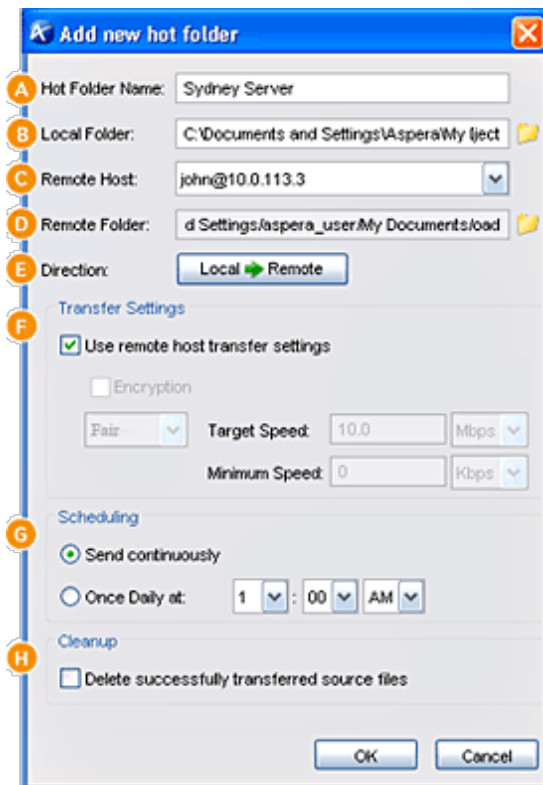 Add new hot folder
A Hot Folder Name: Sydney Server
B Local Folder: C:\Documents and Settings\Aspera\My lject
C Remote Host: john@10.0.113.3
D Remote Folder: d Settings/aspera_user/My Documents/oad
E Direction: Local Remote
F Transfer Settings
Use remote host transfer settings
Encryption
Fair Target Speed: 10.0 Mbps
Minimum Speed: 0 Kbps
G Scheduling
Send continuously
Once Daily at: 1 : 00 AM
H Cleanup
Delete successfully transferred source files
OK Cancel